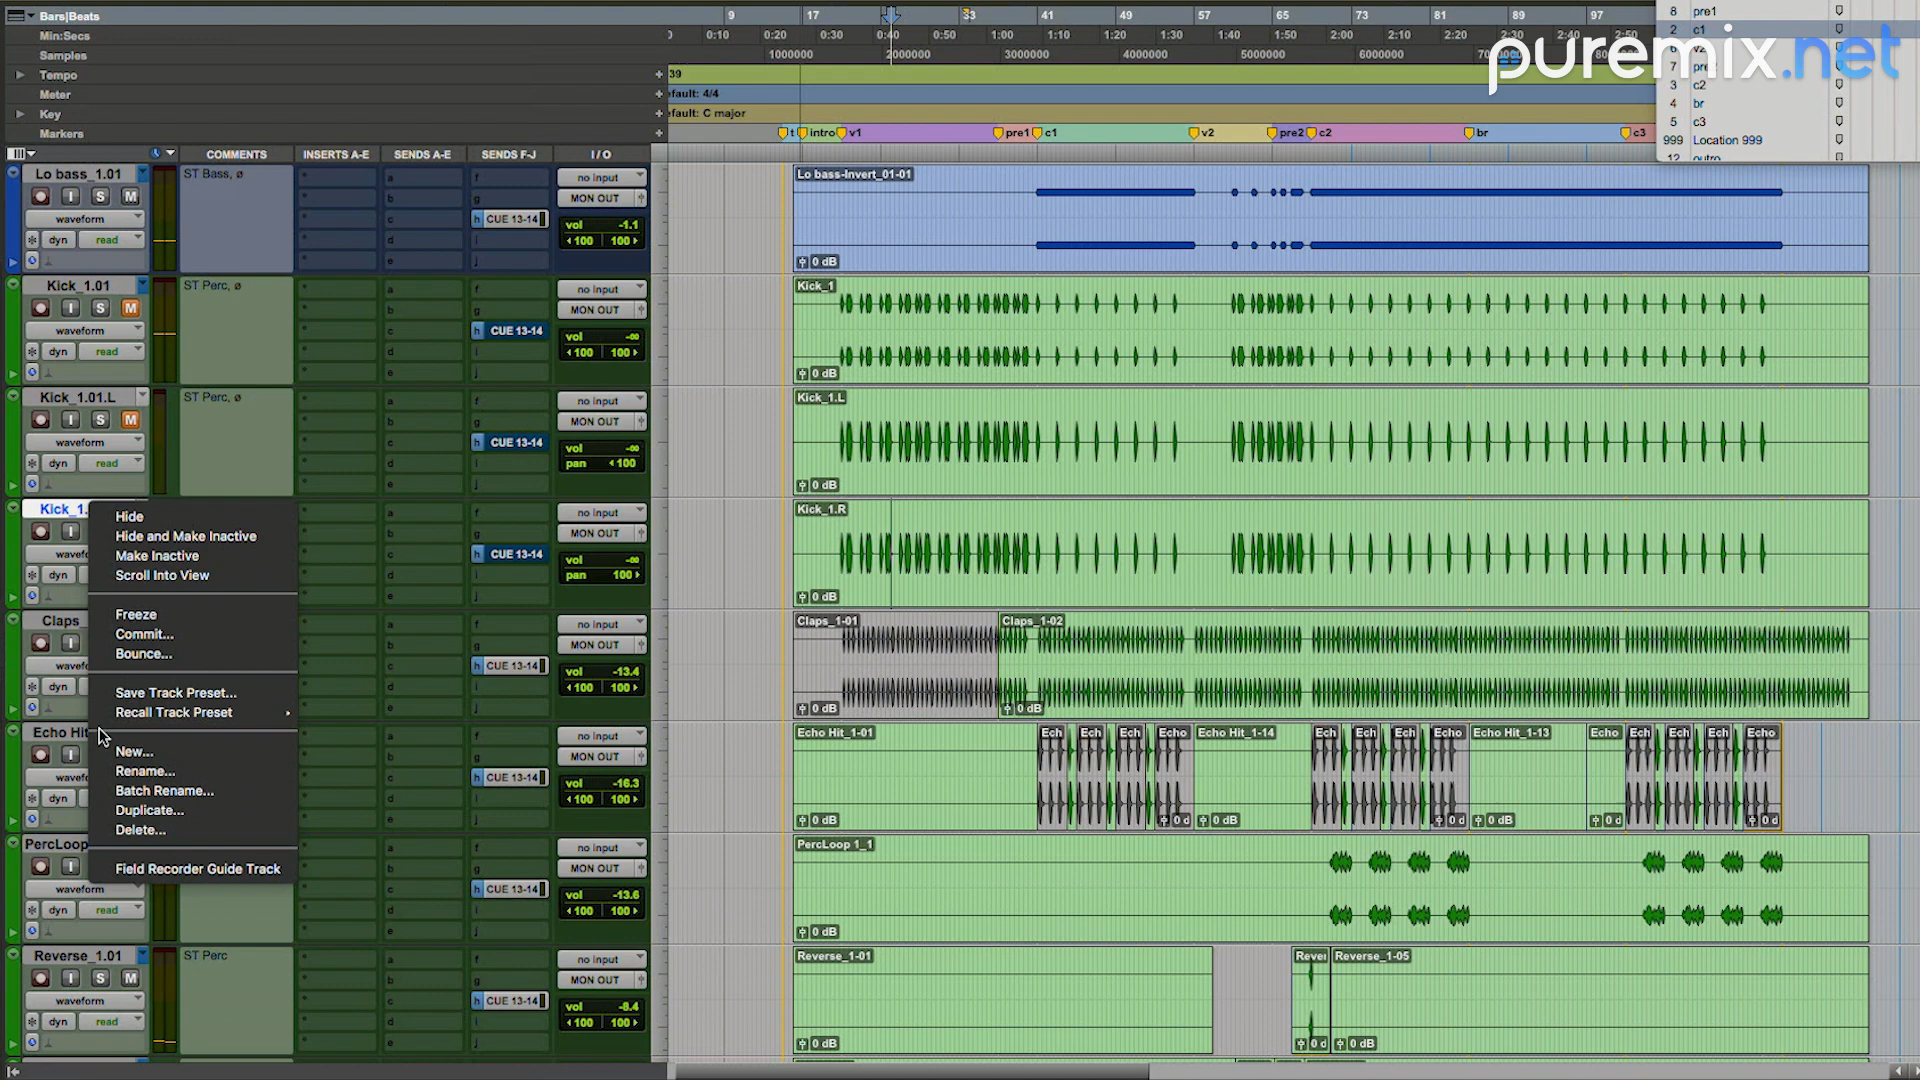 Bars|Beats
9 17 33 41 49 57 65 73 81 89 97
8 pre1
Min:Secs
0:10 0:20 0:30 0:40 0:50 1:00 1:10 1:20 1:30 1:40 1:50 2:00 2:10 2:20 2:30 2:40 2:50
2 c1
Samples
1000000 2000000 3000000 4000000 5000000 6000000
v2
puremix.net
Tempo
39
7 pre
Meter
efault: 4/4
3 c2
4 br
Key
efault: C major
5 c3
Markers
t intro v1 pre1 c1 v2 pre2 c2 br c3
999 Location 999
12 outro
COMMENTS INSERTS A-E SENDS A-E SENDS F-J I / O
Lo bass_1.01
ST Bass, ø
a f no input
I S M
b g MON OUT
waveform
c h CUE 13-14
vol -1.1
dyn read
d i
100 100
e j
Lo bass-Invert_01-01
0 dB
Kick_1.01
ST Perc, ø
a f no input
I S M
b g MON OUT
waveform
c h CUE 13-14
vol -∞
dyn read
d i
100 100
e j
Kick_1
0 dB
Kick_1.01.L
ST Perc, ø
a f no input
I S M
b g MON OUT
waveform
c h CUE 13-14
vol -∞
dyn read
d i
pan 100
e j
Kick_1.L
0 dB
Kick_1.
a f no input
I
b g MON OUT
wavef
c h CUE 13-14
vol -∞
dyn
d i
pan 100
e j
Kick_1.R
0 dB
Hide
Hide and Make Inactive
Make Inactive
Scroll Into View
Freeze
Commit...
Bounce...
Save Track Preset...
Recall Track Preset
New...
Rename...
Batch Rename...
Duplicate...
Delete...
Field Recorder Guide Track
Claps_
a f no input
I
b g MON OUT
wavef
c h CUE 13-14
vol -13.4
dyn
d i
100 100
e j
Claps_1-01 Claps_1-02
0 dB 0 dB
Echo Hit
a f no input
I
b g MON OUT
wavef
c h CUE 13-14
vol -16.3
dyn
d i
100 100
e j
Echo Hit_1-01 Ech Ech Ech Echo Echo Hit_1-14 Ech Ech Ech Echo Echo Hit_1-13 Echo Ech Ech Ech Echo
0 dB 0 d 0 dB 0 d 0 dB 0 d 0 d
PercLoop
a f no input
I
b g MON OUT
waveform
c h CUE 13-14
vol -13.6
dyn read
d i
100 100
e j
PercLoop 1_1
0 dB
Reverse_1.01
ST Perc
a f no input
I S M
b g MON OUT
waveform
c h CUE 13-14
vol -8.4
dyn read
d i
100 100
e j
Reverse_1-01 Rever Reverse_1-05
0 dB 0 d 0 dB